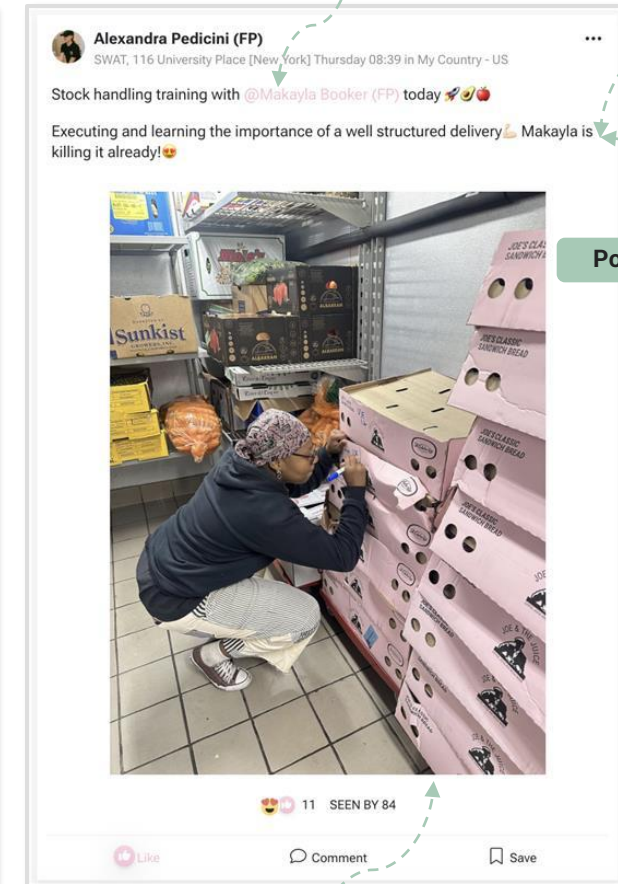 Alexandra Pedicini (FP)
SWAT, 116 University Place [New York] Thursday 08:39 in My Country - US
Stock handling training with @Makayla Booker (FP) today 🚀🥑🍎
Executing and learning the importance of a well structured delivery💪🏻 Makayla is
killing it already!😍
Po
Sunkist
JOE'S CLASSIC
SANDWICH BREAD
JOE'S CLASSIC
SANDWICH BREAD
JOE'S CLASSIC
SANDWICH BREAD
JOE & THE JUICE
11 SEEN BY 84
Like
Comment
Save